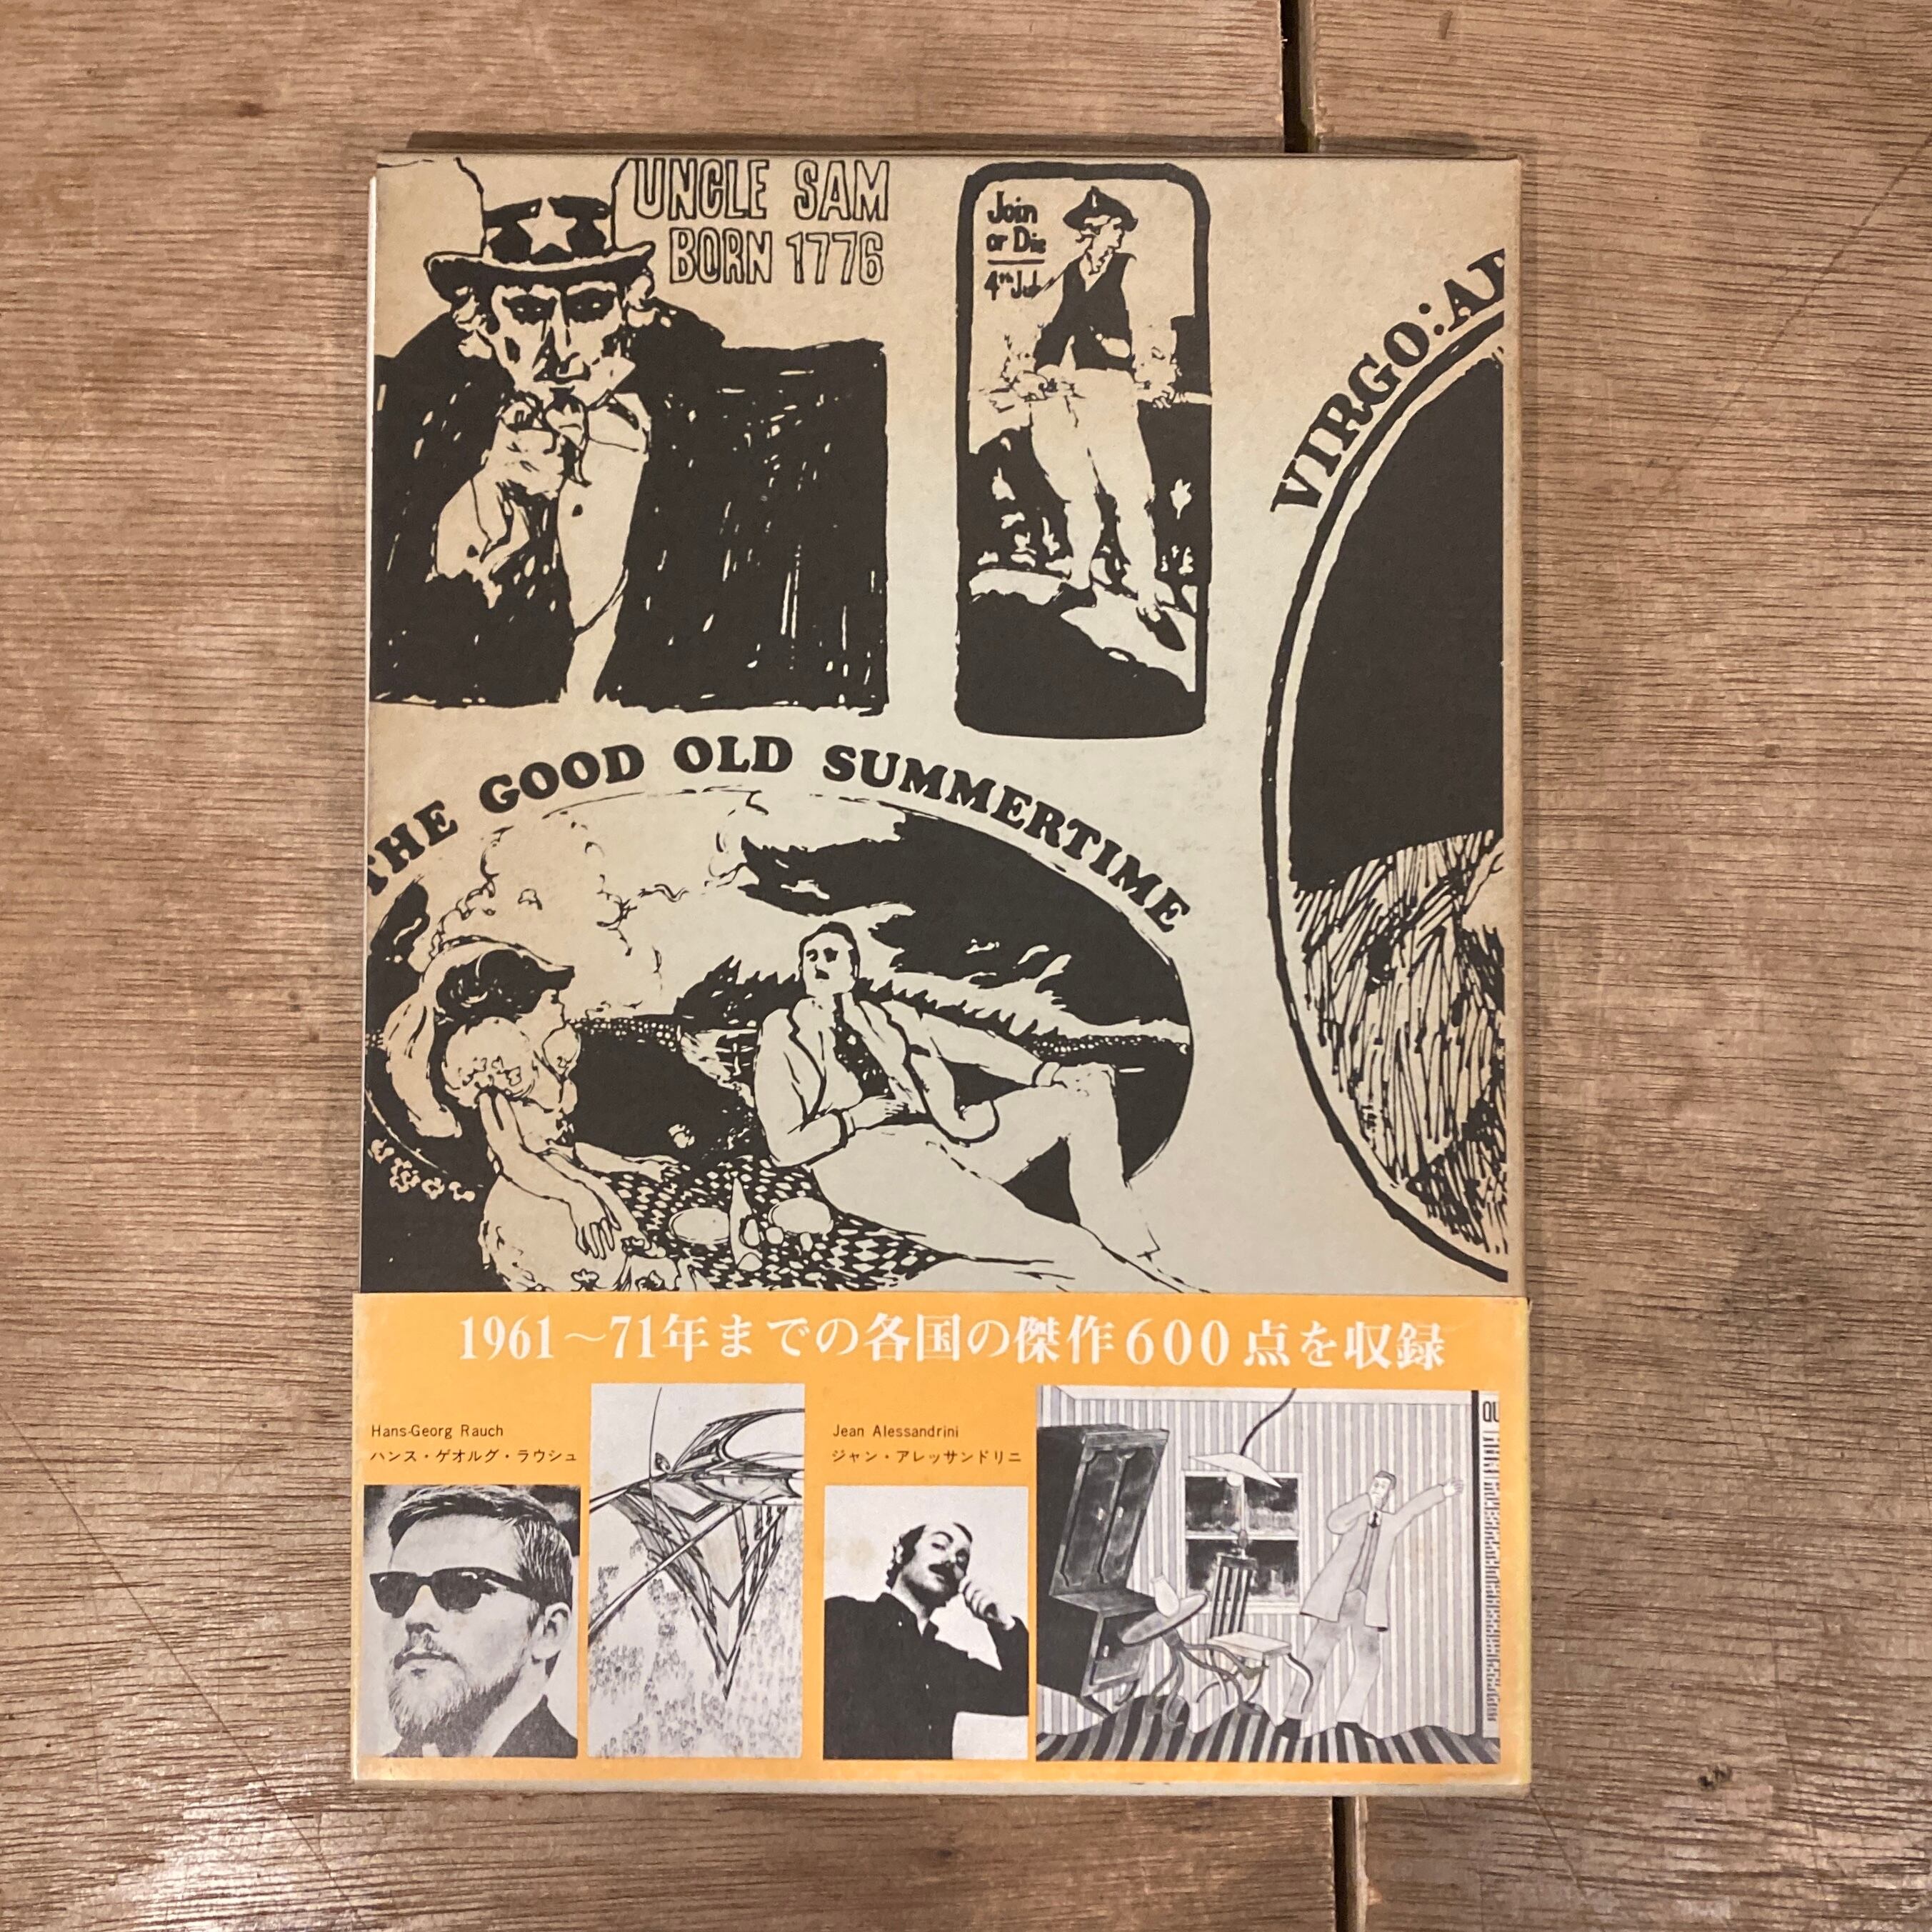 UNCLE SAM
BORN 1776
Join
or Die
4th Jul
VIRGO:
THE GOOD OLD SUMMERTIME
1961〜71年までの各国の傑作600点を収録
Hans-Georg Rauch
ハンス・ゲオルグ・ラウシュ
Jean Alessandrini
ジャン・アレッサンドリニ
QU